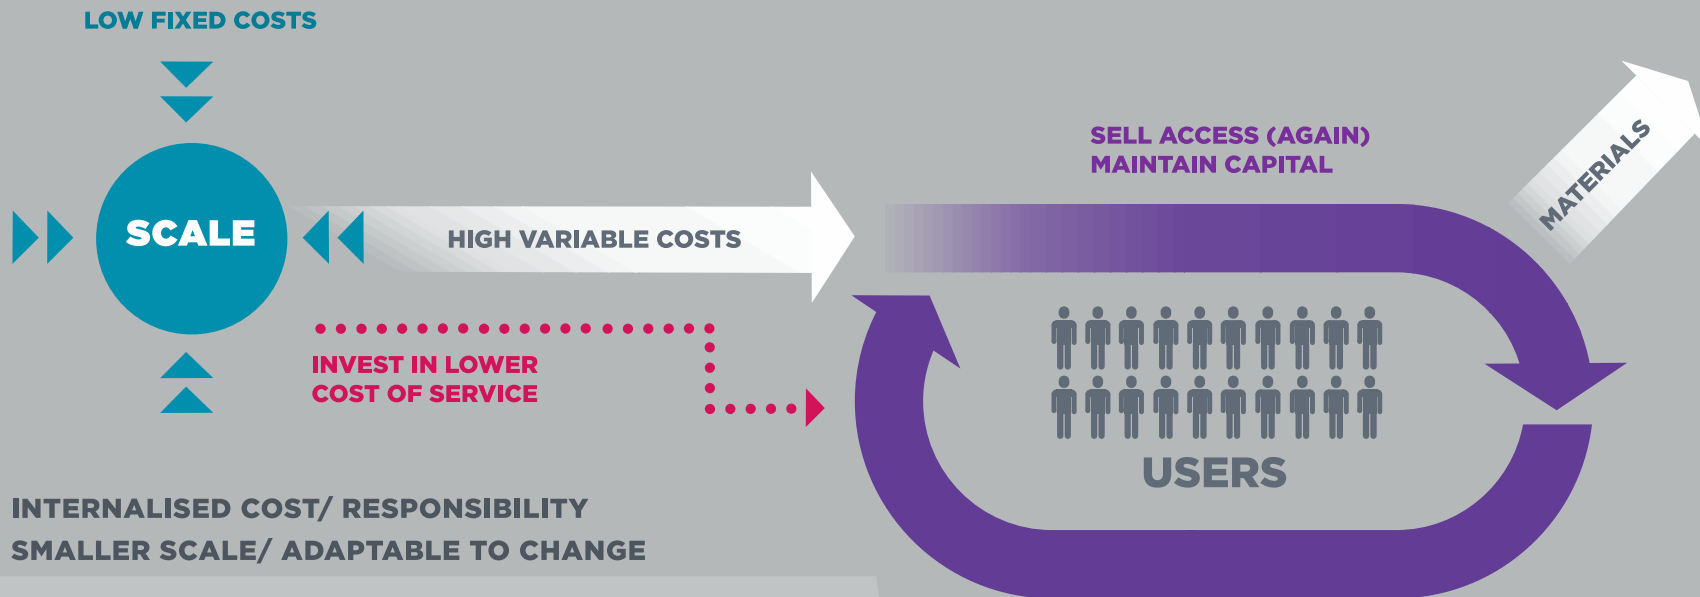 LOW FIXED COSTS
SCALE
HIGH VARIABLE COSTS
INVEST IN LOWER
COST OF SERVICE
SELL ACCESS (AGAIN)
MAINTAIN CAPITAL
MATERIALS
USERS
INTERNALISED COST/ RESPONSIBILITY
SMALLER SCALE/ ADAPTABLE TO CHANGE